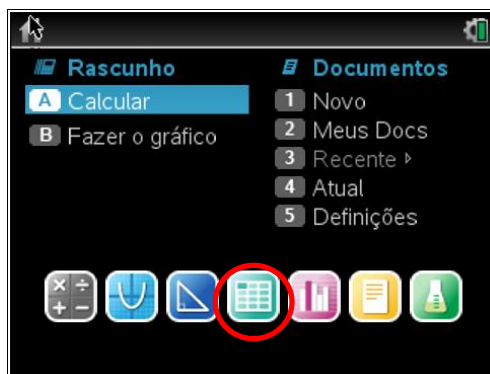 Rascunho
A Calcular
B Fazer o gráfico
Documentos
1 Novo
2 Meus Docs
3 Recente ▸
4 Atual
5 Definições